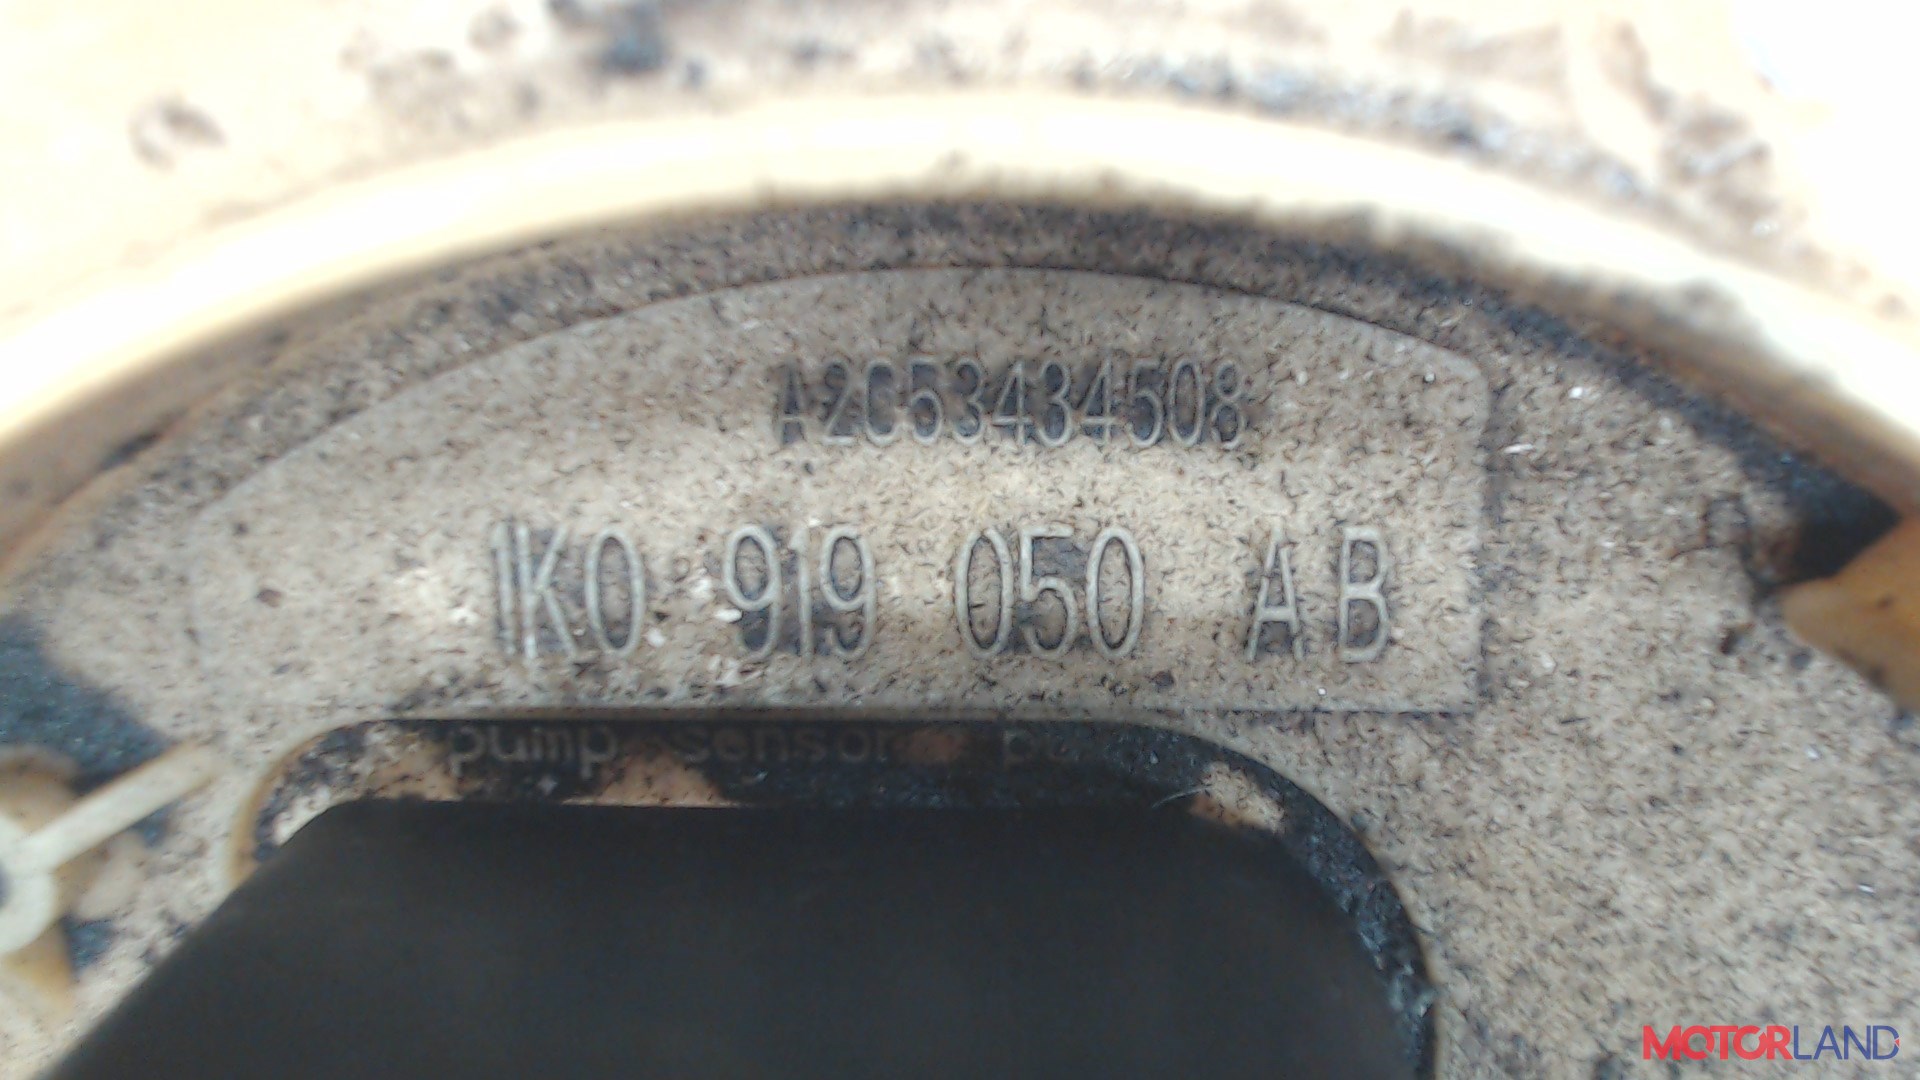 A2C53434508
1K0 919 050 AB
pump sensor
MOTORLAND